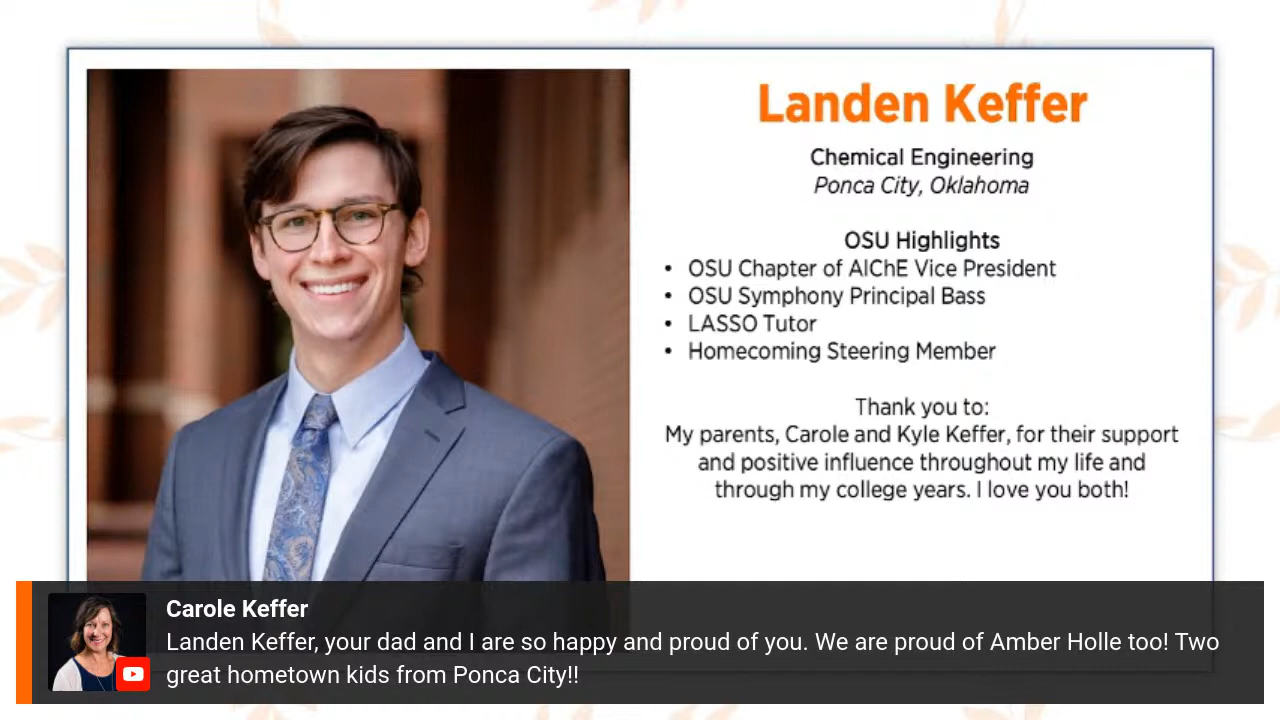 Landen Keffer
Chemical Engineering
Ponca City, Oklahoma
OSU Highlights
• OSU Chapter of AIChE Vice President
• OSU Symphony Principal Bass
• LASSO Tutor
• Homecoming Steering Member
Thank you to:
My parents, Carole and Kyle Keffer, for their support
and positive influence throughout my life and
through my college years. I love you both!
Carole Keffer
Landen Keffer, your dad and I are so happy and proud of you. We are proud of Amber Holle too! Two
great hometown kids from Ponca City!!